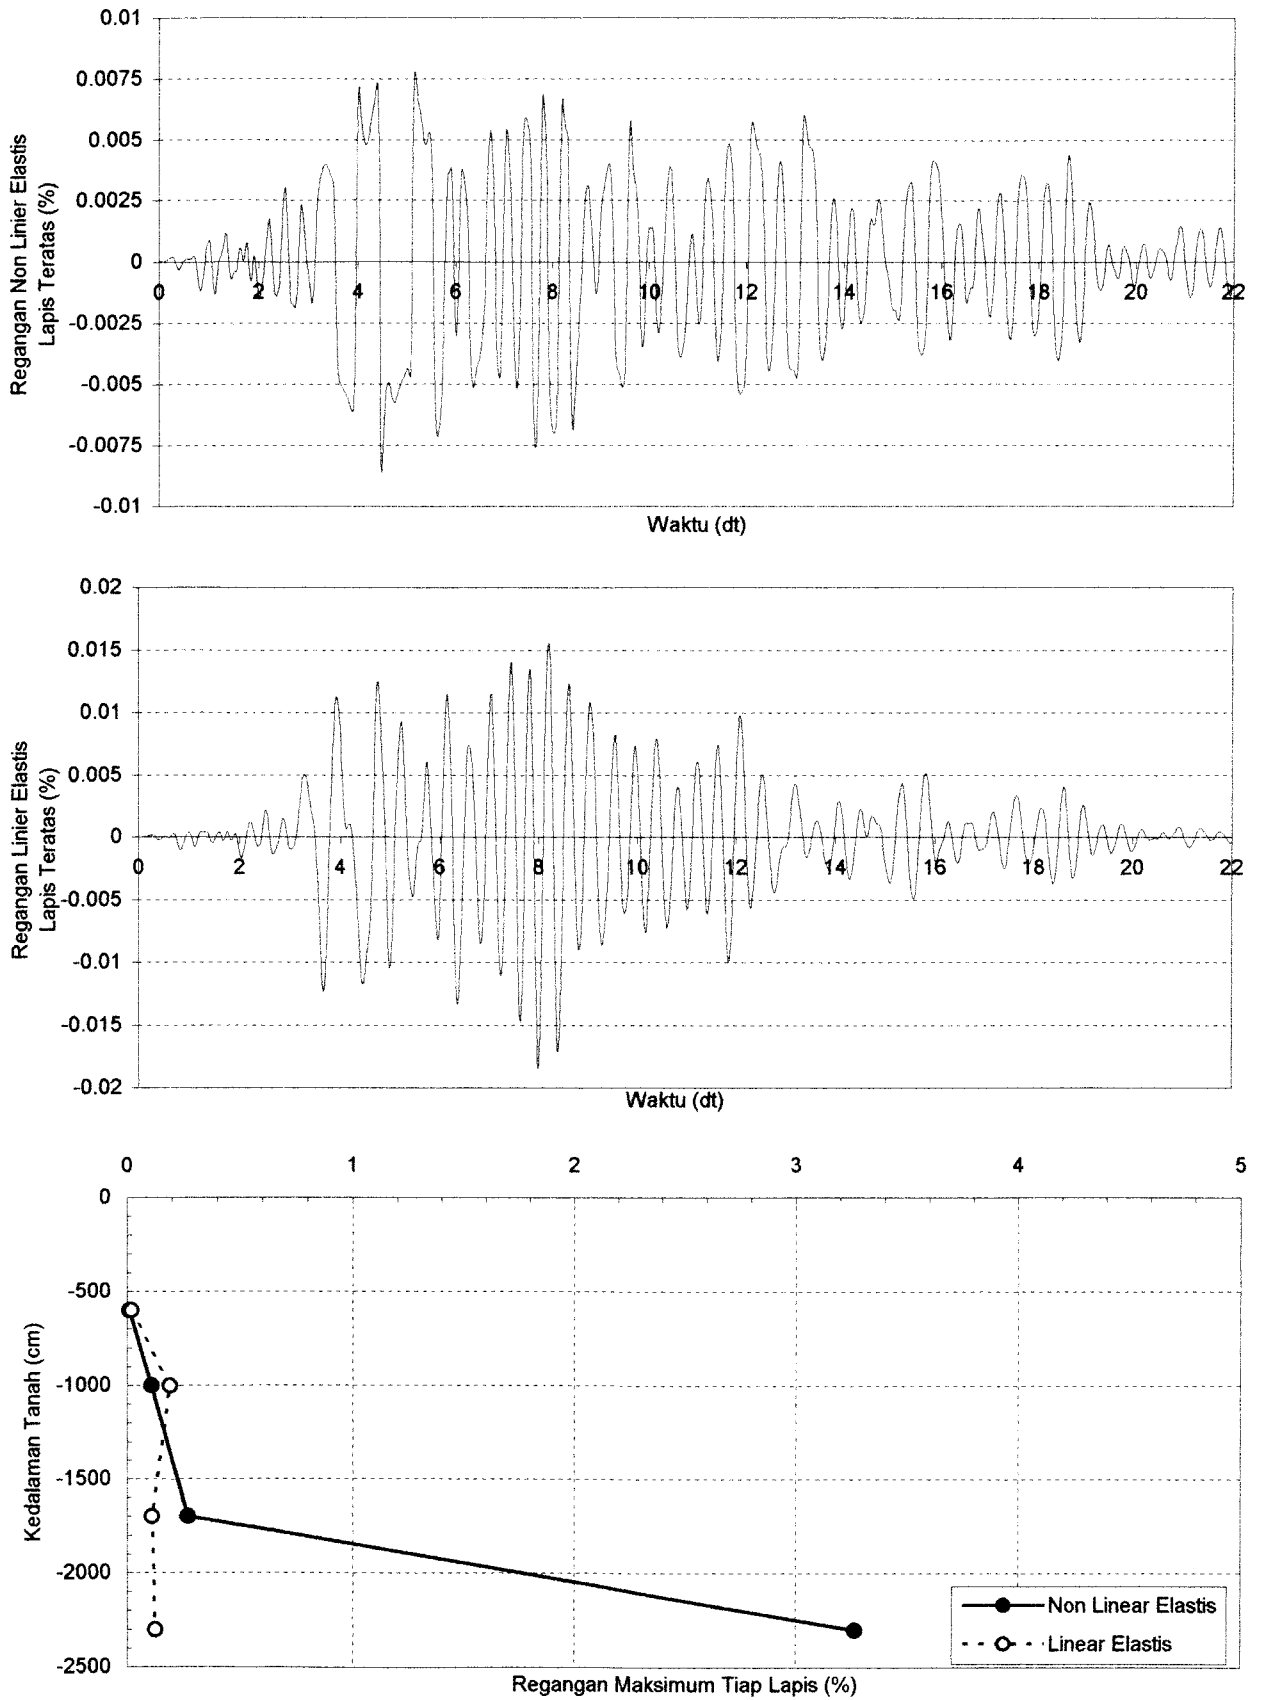 0.01
0.0075
0.005
0.0025
0
-0.0025
-0.005
-0.0075
-0.01
Regangan Non Linier Elastis
Lapis Teratas (%)
0 2 4 6 8 10 12 14 16 18 20 22
Waktu (dt)
0.02
0.015
0.01
0.005
0
-0.005
-0.01
-0.015
-0.02
Regangan Linier Elastis
Lapis Teratas (%)
0 2 4 6 8 10 12 14 16 18 20 22
Waktu (dt)
0 1 2 3 4 5
0
-500
-1000
-1500
-2000
-2500
Kedalaman Tanah (cm)
Non Linear Elastis
Linear Elastis
Regangan Maksimum Tiap Lapis (%)